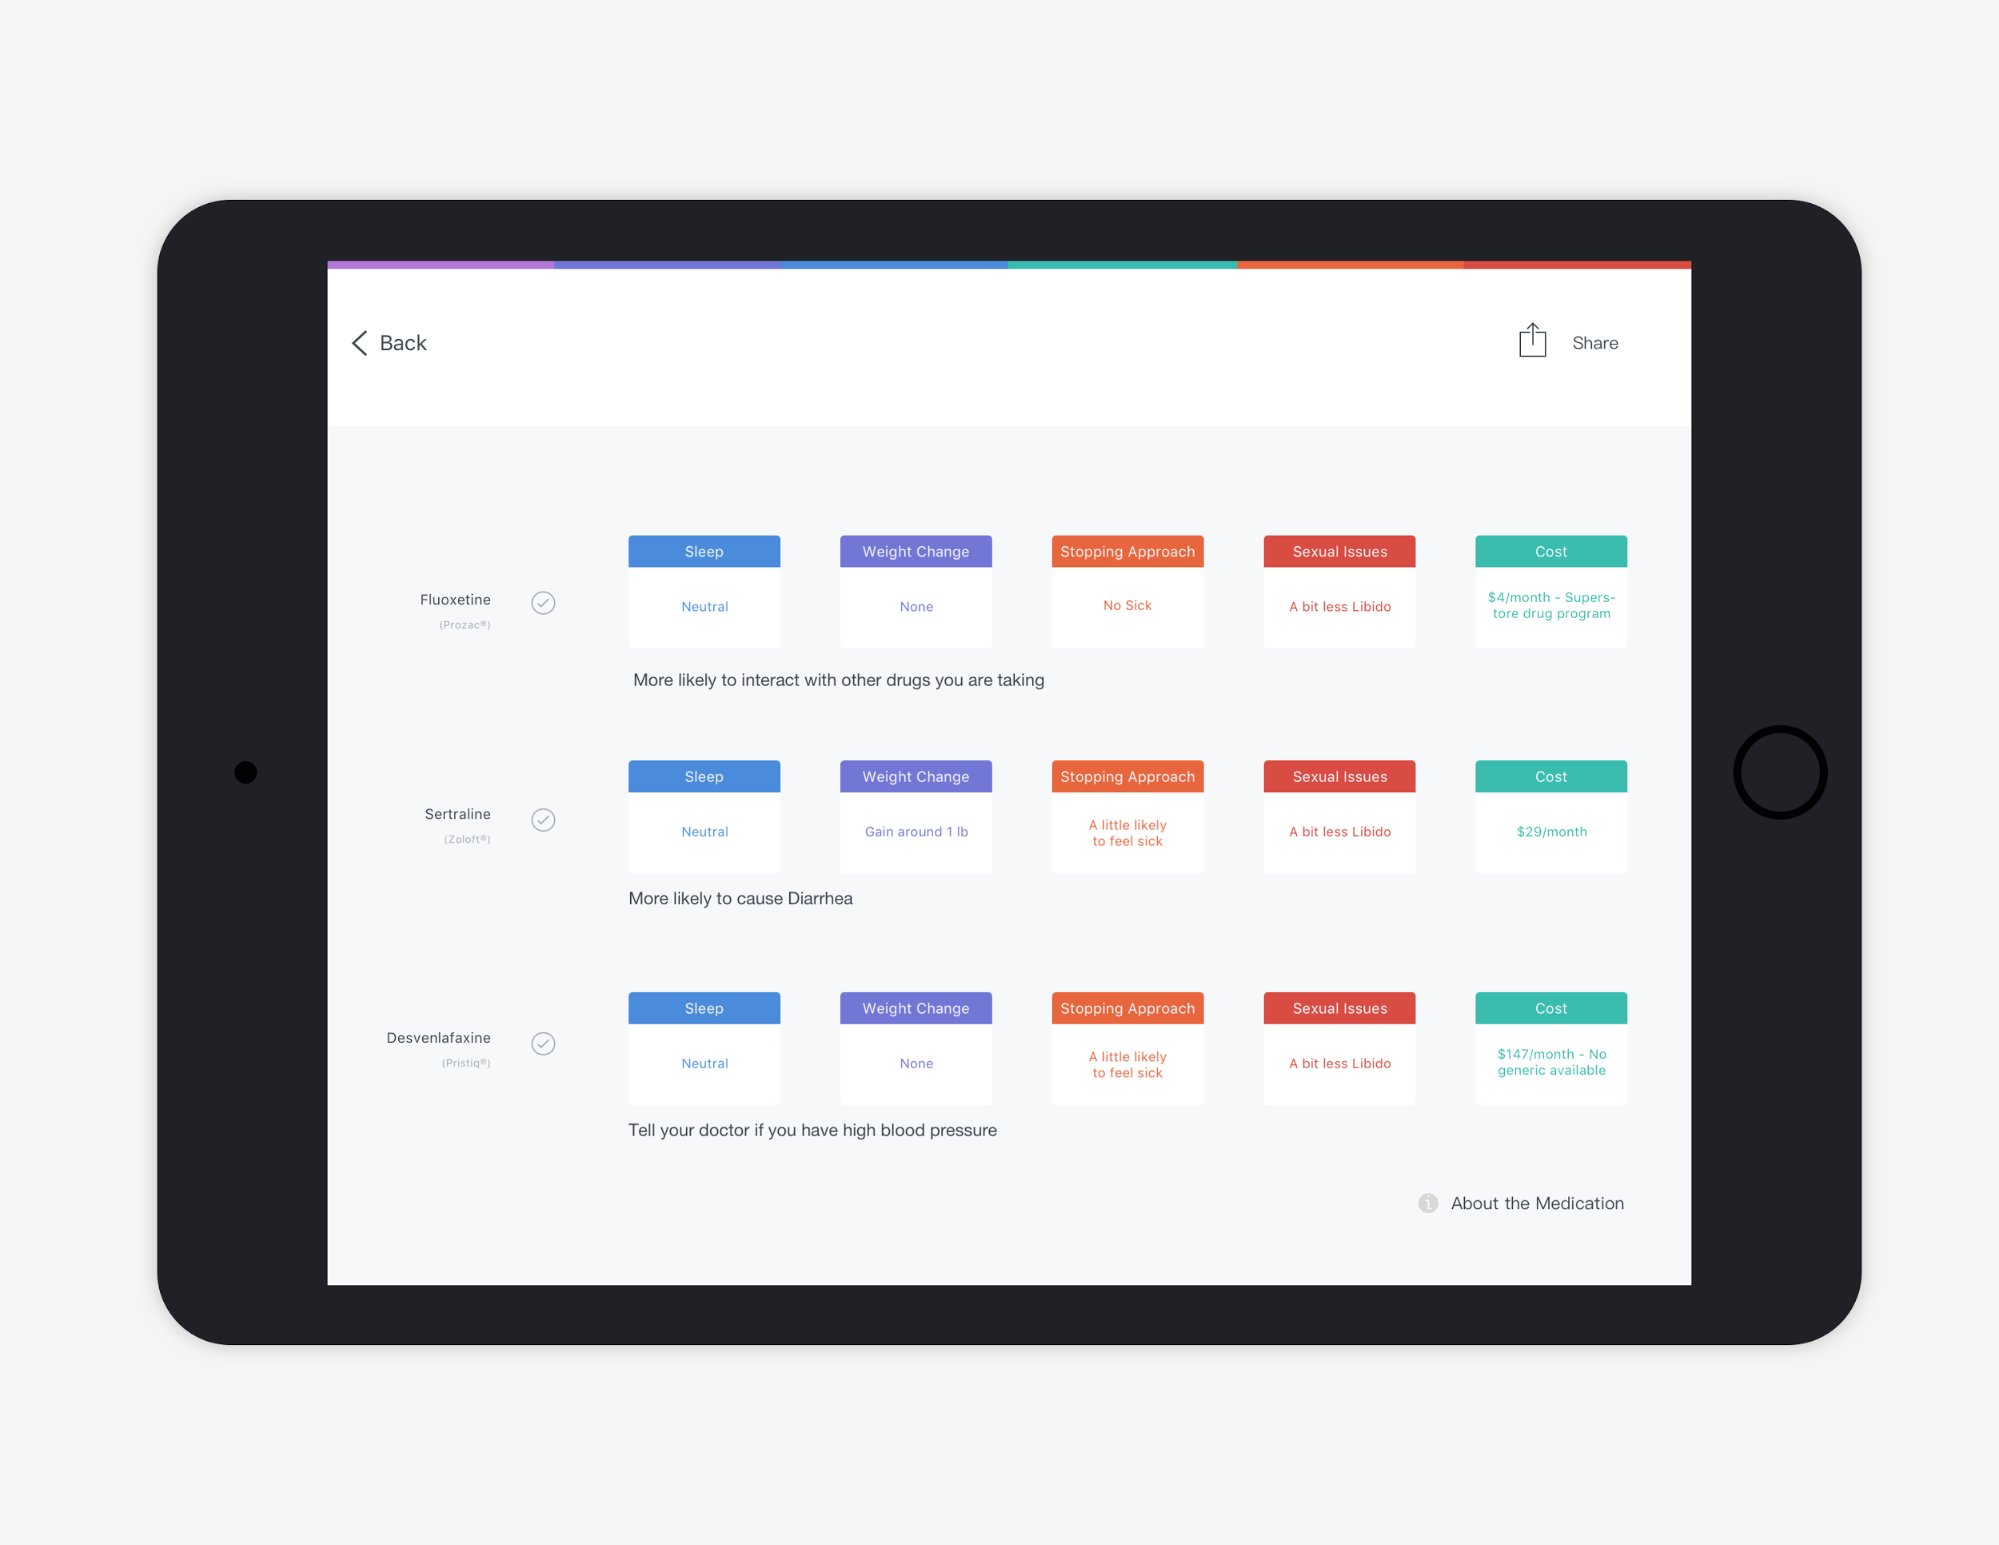 Back
Share
Sleep
Weight Change
Stopping Approach
Sexual Issues
Cost
Fluoxetine
(Prozac®)
Neutral
None
No Sick
A bit less Libido
$4/month - Supers-
tore drug program
More likely to interact with other drugs you are taking
Sleep
Weight Change
Stopping Approach
Sexual Issues
Cost
Sertraline
(Zoloft®)
Neutral
Gain around 1 lb
A little likely
to feel sick
A bit less Libido
$29/month
More likely to cause Diarrhea
Sleep
Weight Change
Stopping Approach
Sexual Issues
Cost
Desvenlafaxine
(Pristiq®)
Neutral
None
A little likely
to feel sick
A bit less Libido
$147/month - No
generic available
Tell your doctor if you have high blood pressure
i About the Medication